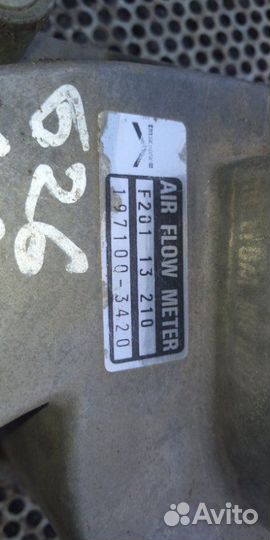 AIR FLOW METER
F201 13 210
197100-3420
626
Avito